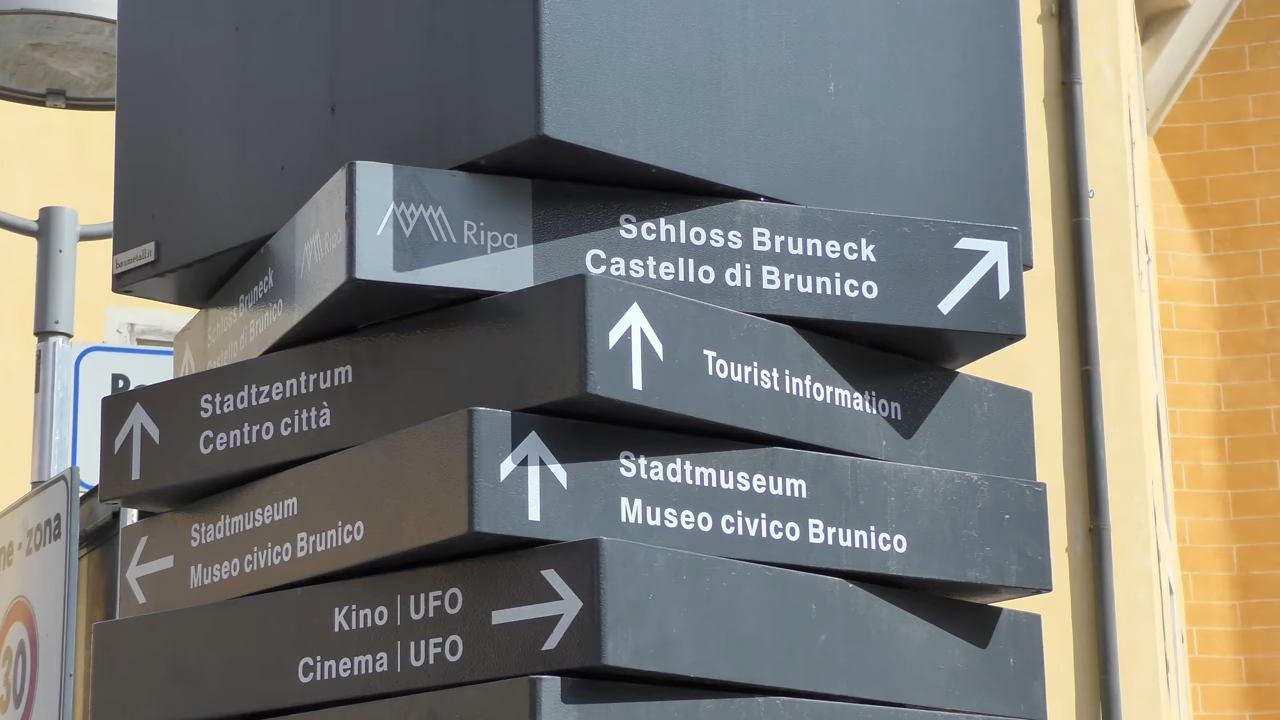 Ripa
Schloss Bruneck
Castello di Brunico
Ripa
Schloss Bruneck
Castello di Brunico
Stadtzentrum
Centro città
Tourist information
Stadtmuseum
Museo civico Brunico
Stadtmuseum
Museo civico Brunico
Kino | UFO
Cinema | UFO
ne - zona
30